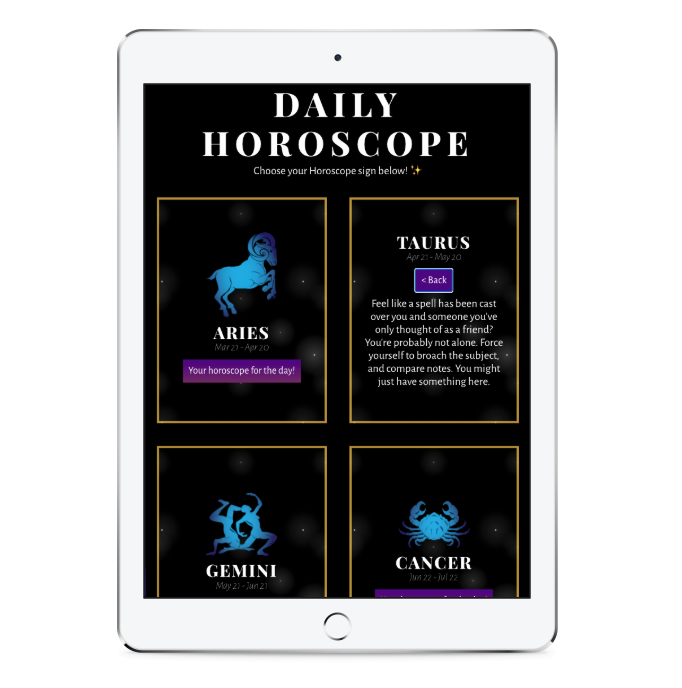 DAILY
HOROSCOPE
Choose your Horoscope sign below! ✨
ARIES
Mar 21 - Apr 20
Your horoscope for the day!
TAURUS
Apr 21 - May 20
< Back
Feel like a spell has been cast
over you and someone you've
only thought of as a friend?
You're probably not alone. Force
yourself to broach the subject,
and compare notes. You might
just have something here.
GEMINI
May 21 - Jun 21
CANCER
Jun 22 - Jul 22